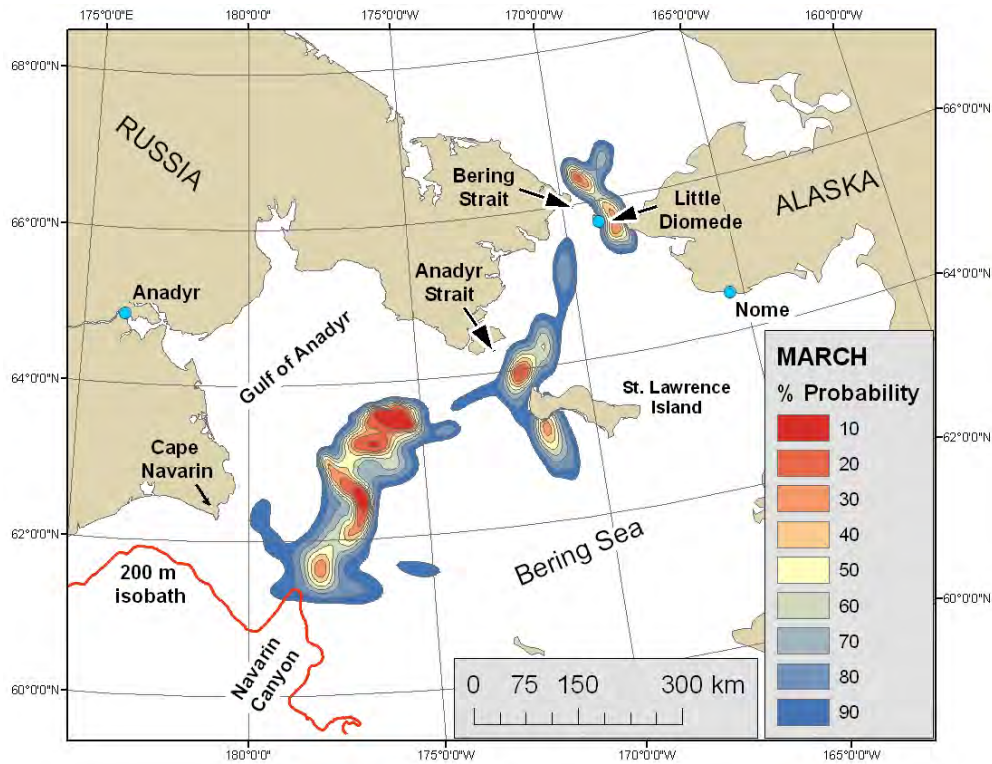 175°0'0"E
180°0'0"
175°0'0"W
170°0'0"W
165°0'0"W
160°0'0"W
68°0'0"N
66°0'0"N
64°0'0"N
62°0'0"N
60°0'0"N
66°0'0"N
64°0'0"N
62°0'0"N
60°0'0"N
RUSSIA
ALASKA
Bering
Strait
Little
Diomede
Anadyr
Strait
Anadyr
Nome
Gulf of Anadyr
St. Lawrence
Island
Cape
Navarin
Bering Sea
200 m
isobath
Navarin
Canyon
MARCH
% Probability
10
20
30
40
50
60
70
80
90
0 75 150 300 km
180°0'0"
175°0'0"W
170°0'0"W
165°0'0"W